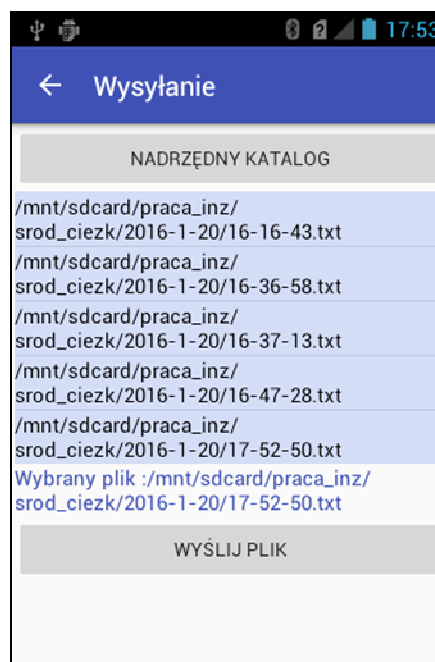 17:53
Wysyłanie
NADRZĘDNY KATALOG
/mnt/sdcard/praca_inz/
srod_ciezk/2016-1-20/16-16-43.txt
/mnt/sdcard/praca_inz/
srod_ciezk/2016-1-20/16-36-58.txt
/mnt/sdcard/praca_inz/
srod_ciezk/2016-1-20/16-37-13.txt
/mnt/sdcard/praca_inz/
srod_ciezk/2016-1-20/16-47-28.txt
/mnt/sdcard/praca_inz/
srod_ciezk/2016-1-20/17-52-50.txt
Wybrany plik :/mnt/sdcard/praca_inz/
srod_ciezk/2016-1-20/17-52-50.txt
WYŚLIJ PLIK